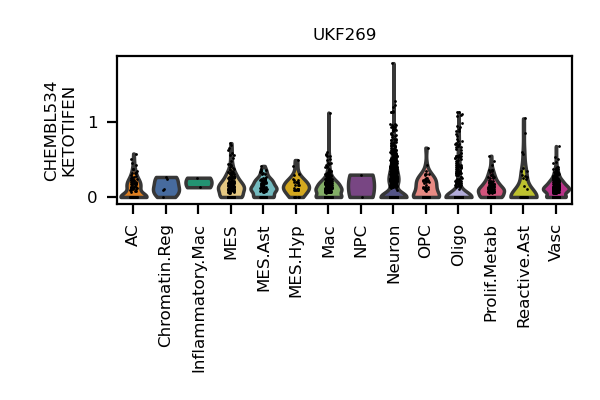 UKF269
CHEMBL534
KETOTIFEN
1
0
AC
Chromatin.Reg
Inflammatory.Mac
MES
MES.Ast
MES.Hyp
Mac
NPC
Neuron
OPC
Oligo
Prolif.Metab
Reactive.Ast
Vasc